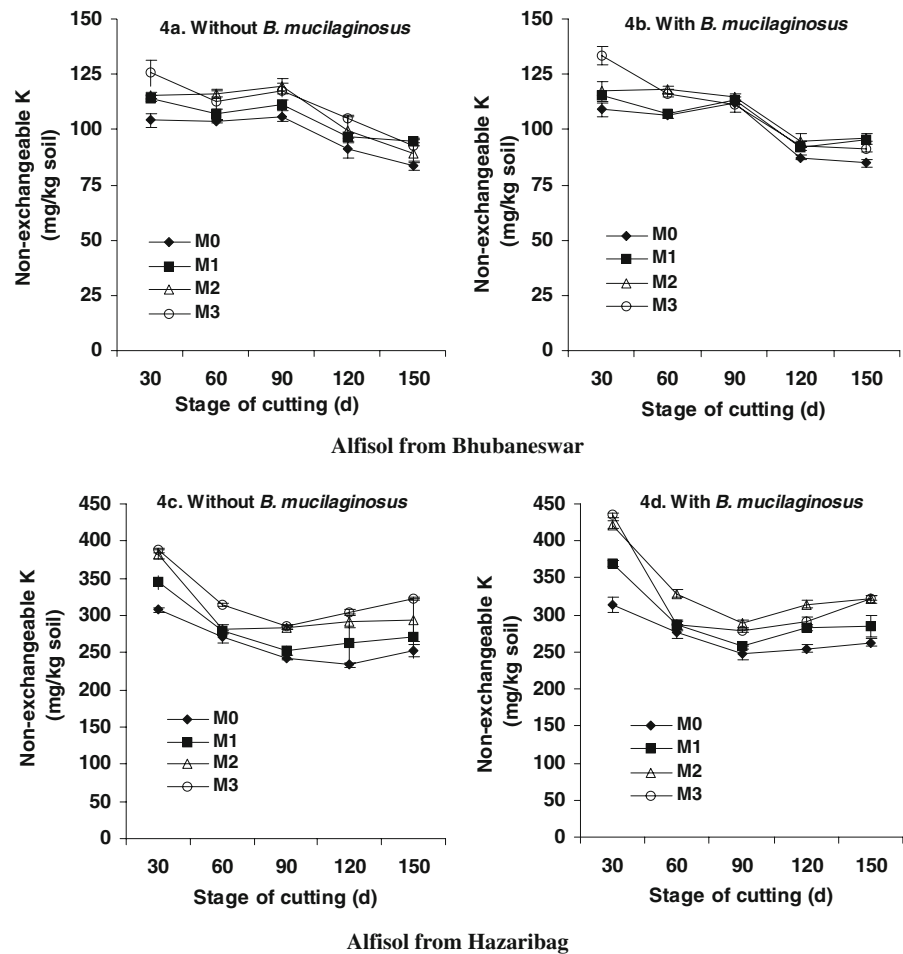 4a. Without B. mucilaginosus
Non-exchangeable K
(mg/kg soil)
150
125
100
75
50
25
0
M0
M1
M2
M3
30 60 90 120 150
Stage of cutting (d)
4b. With B. mucilaginosus
Non-exchangeable K
(mg/kg soil)
150
125
100
75
50
25
0
M0
M1
M2
M3
30 60 90 120 150
Stage of cutting (d)
Alfisol from Bhubaneswar
4c. Without B. mucilaginosus
Non-exchangeable K
(mg/kg soil)
450
400
350
300
250
200
150
100
50
0
M0
M1
M2
M3
30 60 90 120 150
Stage of cutting (d)
4d. With B. mucilaginosus
Non-exchangeable K
(mg/kg soil)
450
400
350
300
250
200
150
100
50
0
M0
M1
M2
M3
30 60 90 120 150
Stage of cutting (d)
Alfisol from Hazaribag